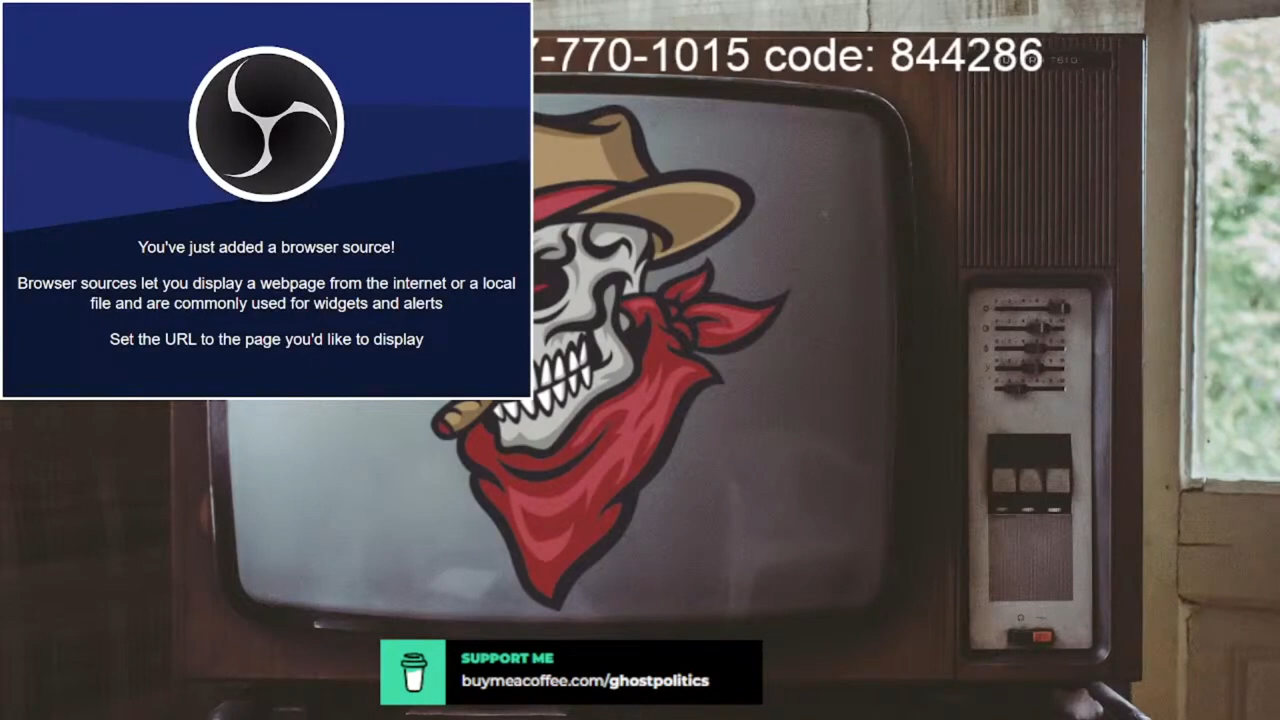 7-770-1015 code: 844286
You've just added a browser source!
Browser sources let you display a webpage from the internet or a local
file and are commonly used for widgets and alerts
Set the URL to the page you'd like to display
SUPPORT ME
buymeacoffee.com/ghostpolitics